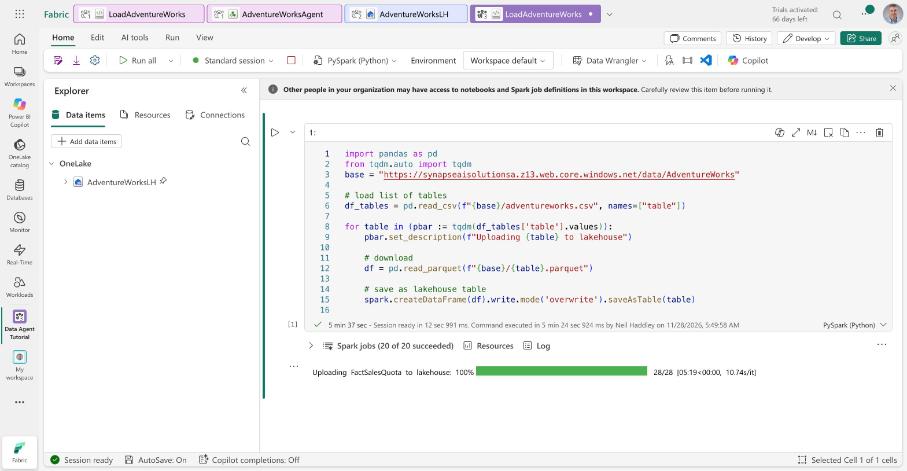 Fabric
LoadAdventureWorks
AdventureWorksAgent
AdventureWorksLH
LoadAdventureWorks
Trials activated:
66 days left
Home
Edit
AI tools
Run
View
Comments
History
Develop
Share
Run all
Standard session
PySpark (Python)
Environment
Workspace default
Data Wrangler
Copilot
Home
Workspaces
Power BI
Copilot
OneLake
catalog
Databases
Monitor
Real-Time
Workloads
Data Agent
Tutorial
My
workspace
Fabric
Explorer
Data items
Resources
Connections
Add data items
OneLake
AdventureWorksLH
Other people in your organization may have access to notebooks and Spark job definitions in this workspace. Carefully review this item before running it.
1:
M↓
1 import pandas as pd
2 from tqdm.auto import tqdm
3 base = "https://synapseaisolutionsa.z13.web.core.windows.net/data/AdventureWorks"
4
5 # load list of tables
6 df_tables = pd.read_csv(f"{base}/adventureworks.csv", names=["table"])
7
8 for table in (pbar := tqdm(df_tables['table'].values)):
9 pbar.set_description(f"Uploading {table} to lakehouse")
10
11 # download
12 df = pd.read_parquet(f"{base}/{table}.parquet")
13
14 # save as lakehouse table
15 spark.createDataFrame(df).write.mode('overwrite').saveAsTable(table)
16
[1]
5 min 37 sec - Session ready in 12 sec 991 ms. Command executed in 5 min 24 sec 924 ms by Neil Haddley on 11/28/2026, 5:49:58 AM
PySpark (Python)
Spark jobs (20 of 20 succeeded)
Resources
Log
Uploading FactSalesQuota to lakehouse: 100%
28/28 [05:19<00:00, 10.74s/it]
Session ready
AutoSave: On
Copilot completions: Off
Selected Cell 1 of 1 cells